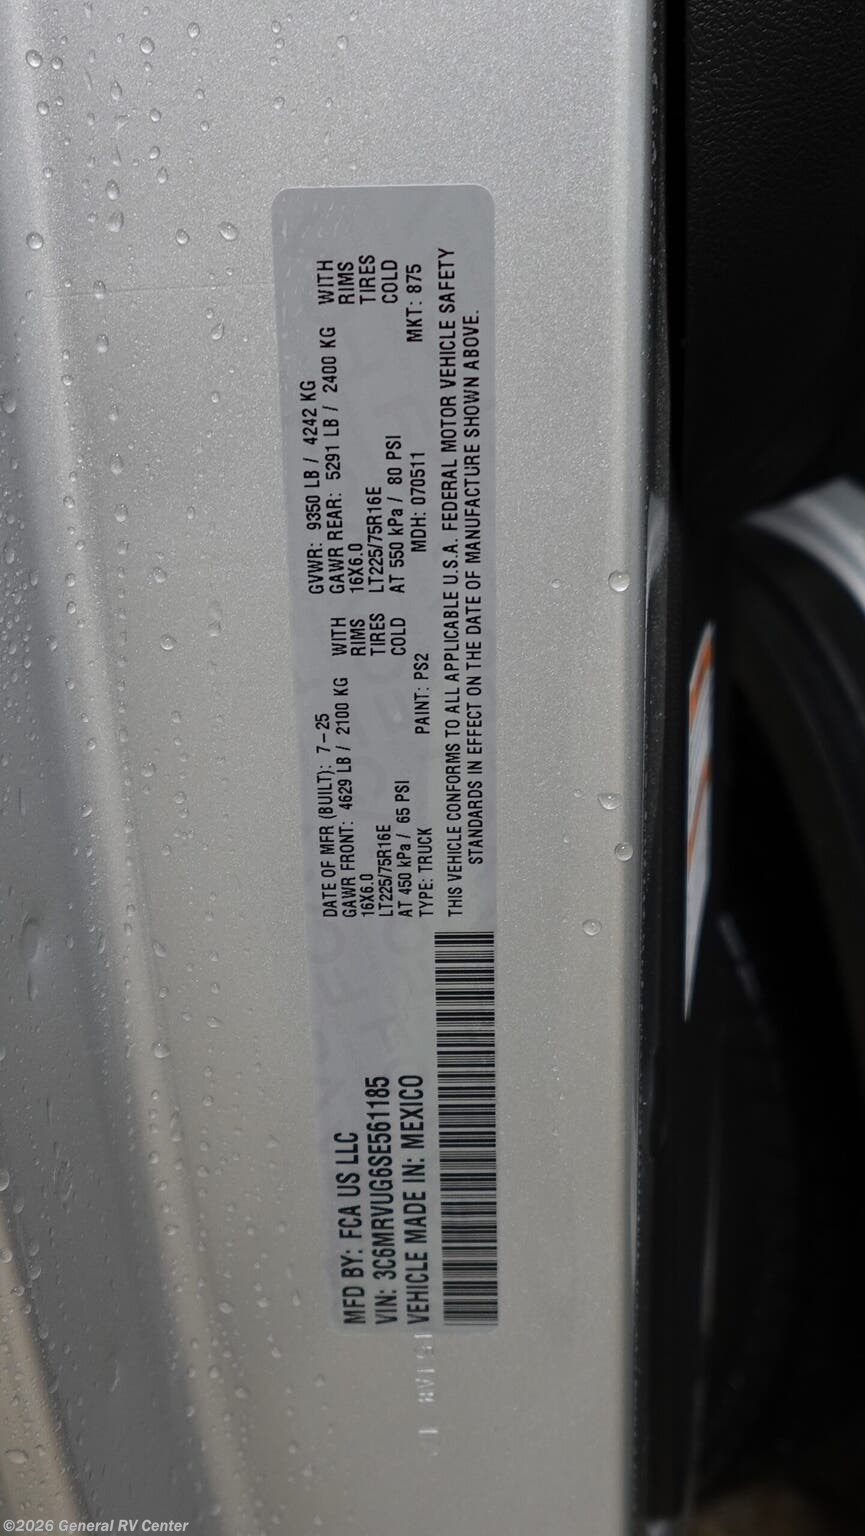 MFD BY: FCA US LLC
VIN: 3C6MRVUG6SE561185
VEHICLE MADE IN: MEXICO
DATE OF MFR (BUILT): 7-25 GVWR: 9350 LB / 4242 KG
GAWR FRONT: 4629 LB / 2100 KG WITH GAWR REAR: 5291 LB / 2400 KG WITH
16X6.0 RIMS 16X6.0 RIMS
LT225/75R16E TIRES LT225/75R16E TIRES
AT 450 kPa / 65 PSI COLD AT 550 kPa / 80 PSI COLD
TYPE: TRUCK PAINT: PS2 MDH: 070511 MKT: 875
THIS VEHICLE CONFORMS TO ALL APPLICABLE U.S.A. FEDERAL MOTOR VEHICLE SAFETY
STANDARDS IN EFFECT ON THE DATE OF MANUFACTURE SHOWN ABOVE.
©2026 General RV Center